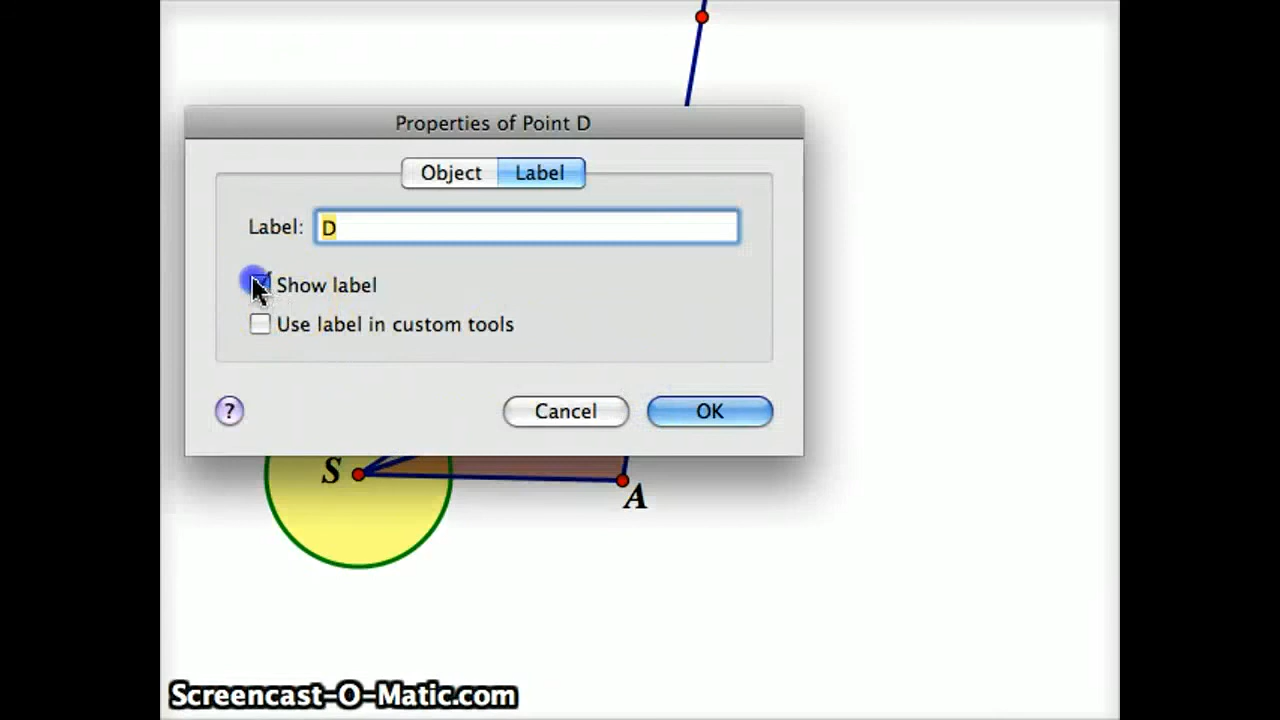 Properties of Point D
Object Label
Label: D
Show label
Use label in custom tools
? Cancel OK
S
A
Screencast-O-Matic.com